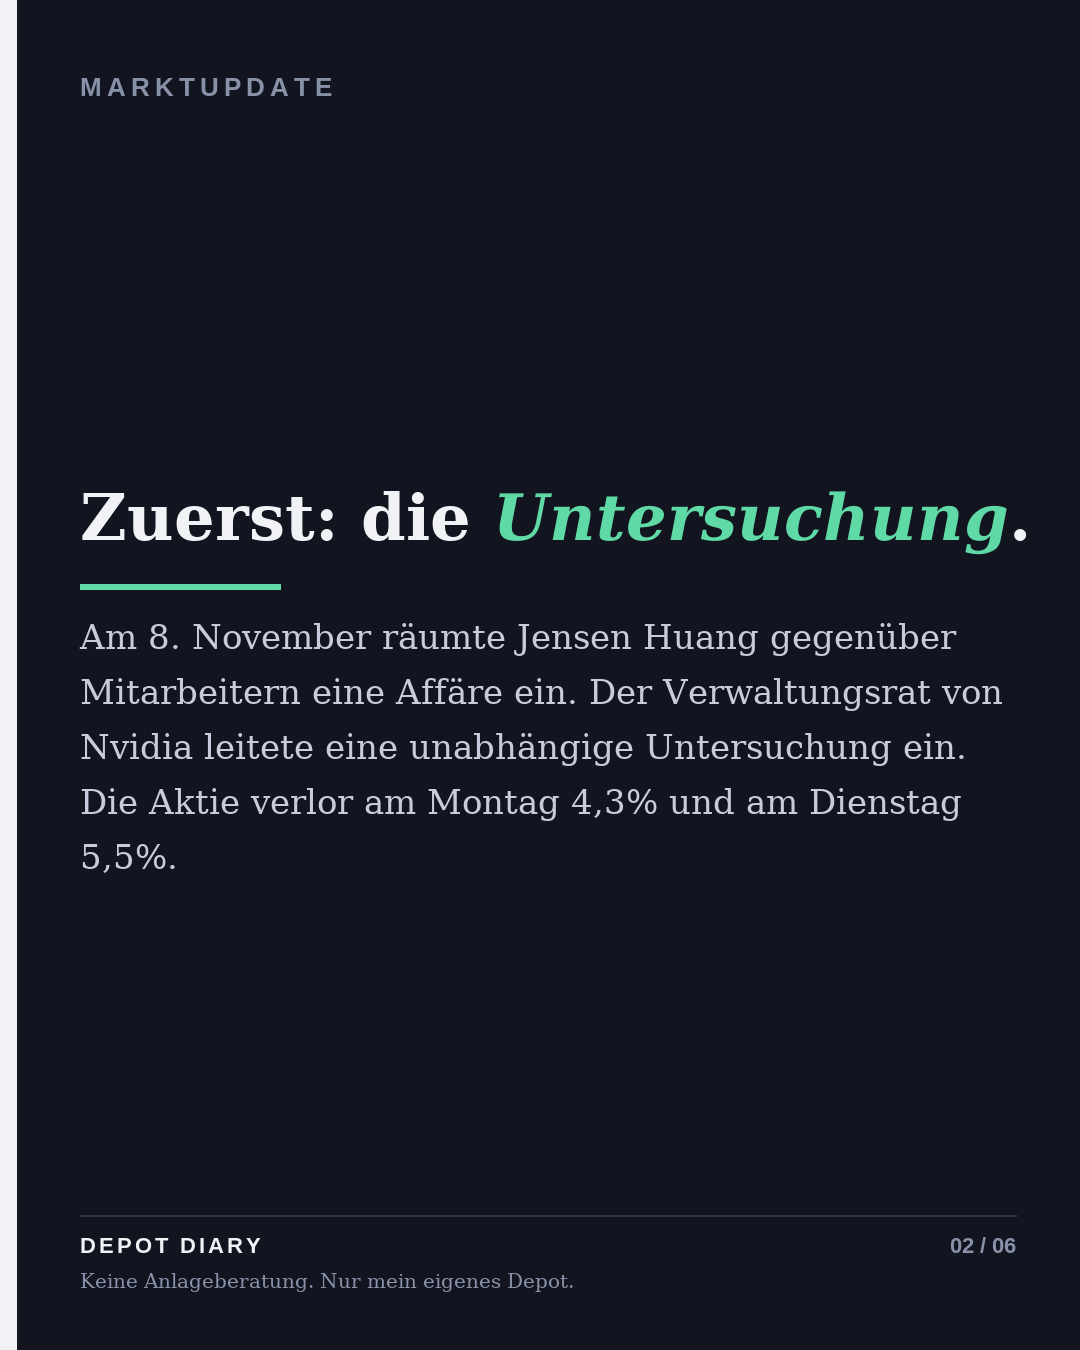 MARKTUPDATE
Zuerst: die Untersuchung.
Am 8. November räumte Jensen Huang gegenüber
Mitarbeitern eine Affäre ein. Der Verwaltungsrat von
Nvidia leitete eine unabhängige Untersuchung ein.
Die Aktie verlor am Montag 4,3% und am Dienstag
5,5%.
DEPOT DIARY
02 / 06
Keine Anlageberatung. Nur mein eigenes Depot.